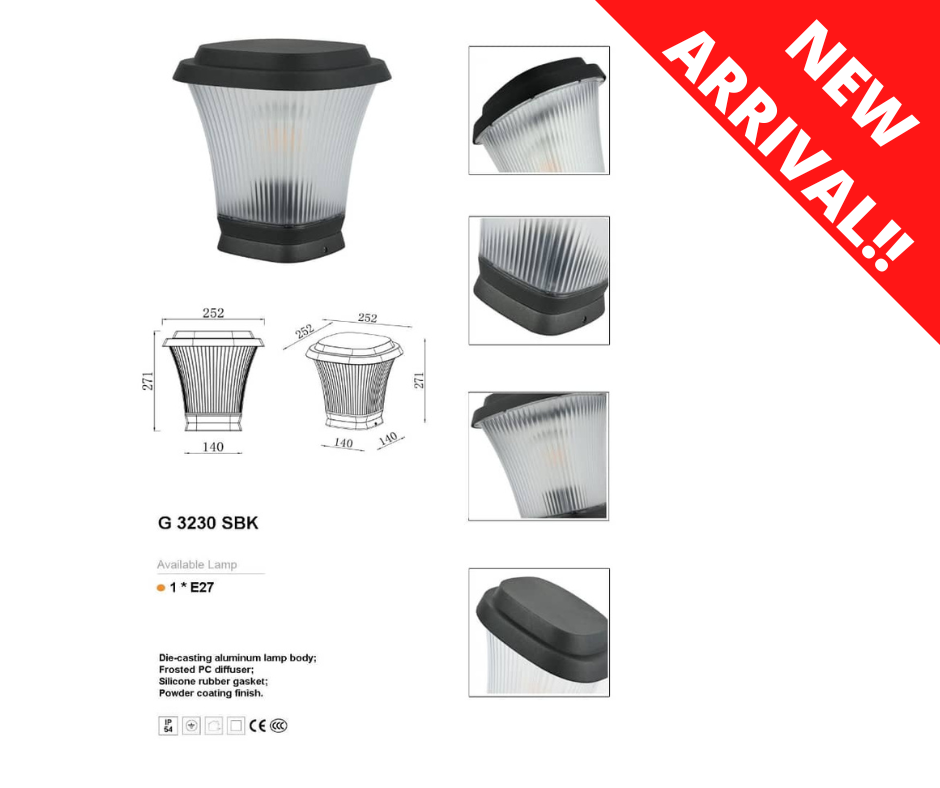 NEW
ARRIVAL!!
252
271
140
252
252
271
140
140
G 3230 SBK
Available Lamp
1 * E27
Die-casting aluminum lamp body;
Frosted PC diffuser;
Silicone rubber gasket;
Powder coating finish.
IP
54
CE CCC